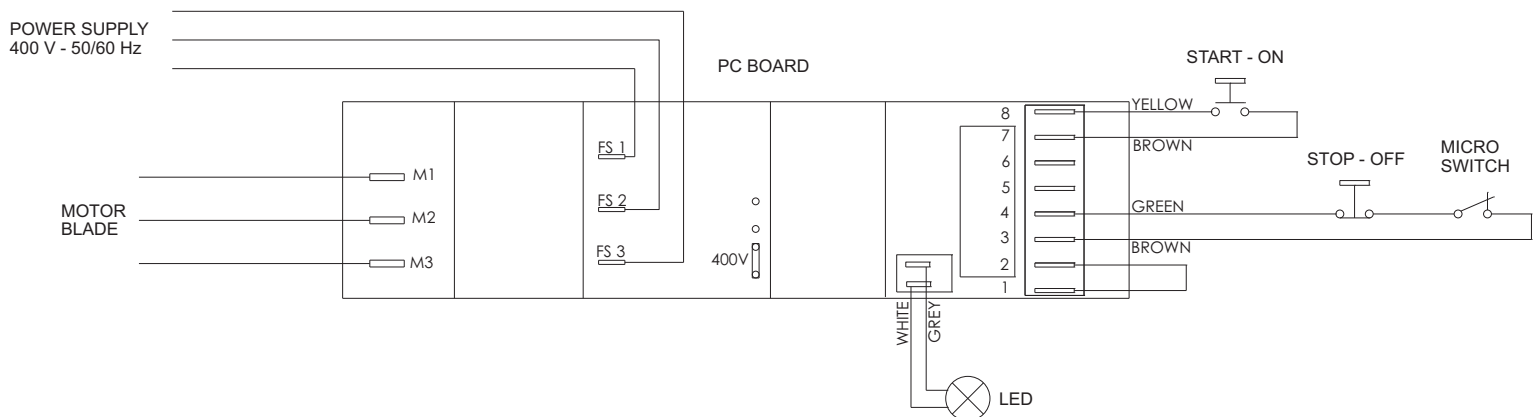 POWER SUPPLY
400 V - 50/60 Hz
PC BOARD
START - ON
YELLOW
8
7
BROWN
6
5
4
3
2
1
STOP - OFF
MICRO
SWITCH
GREEN
BROWN
FS 1
FS 2
FS 3
M1
M2
M3
MOTOR
BLADE
400V
WHITE
GREY
LED